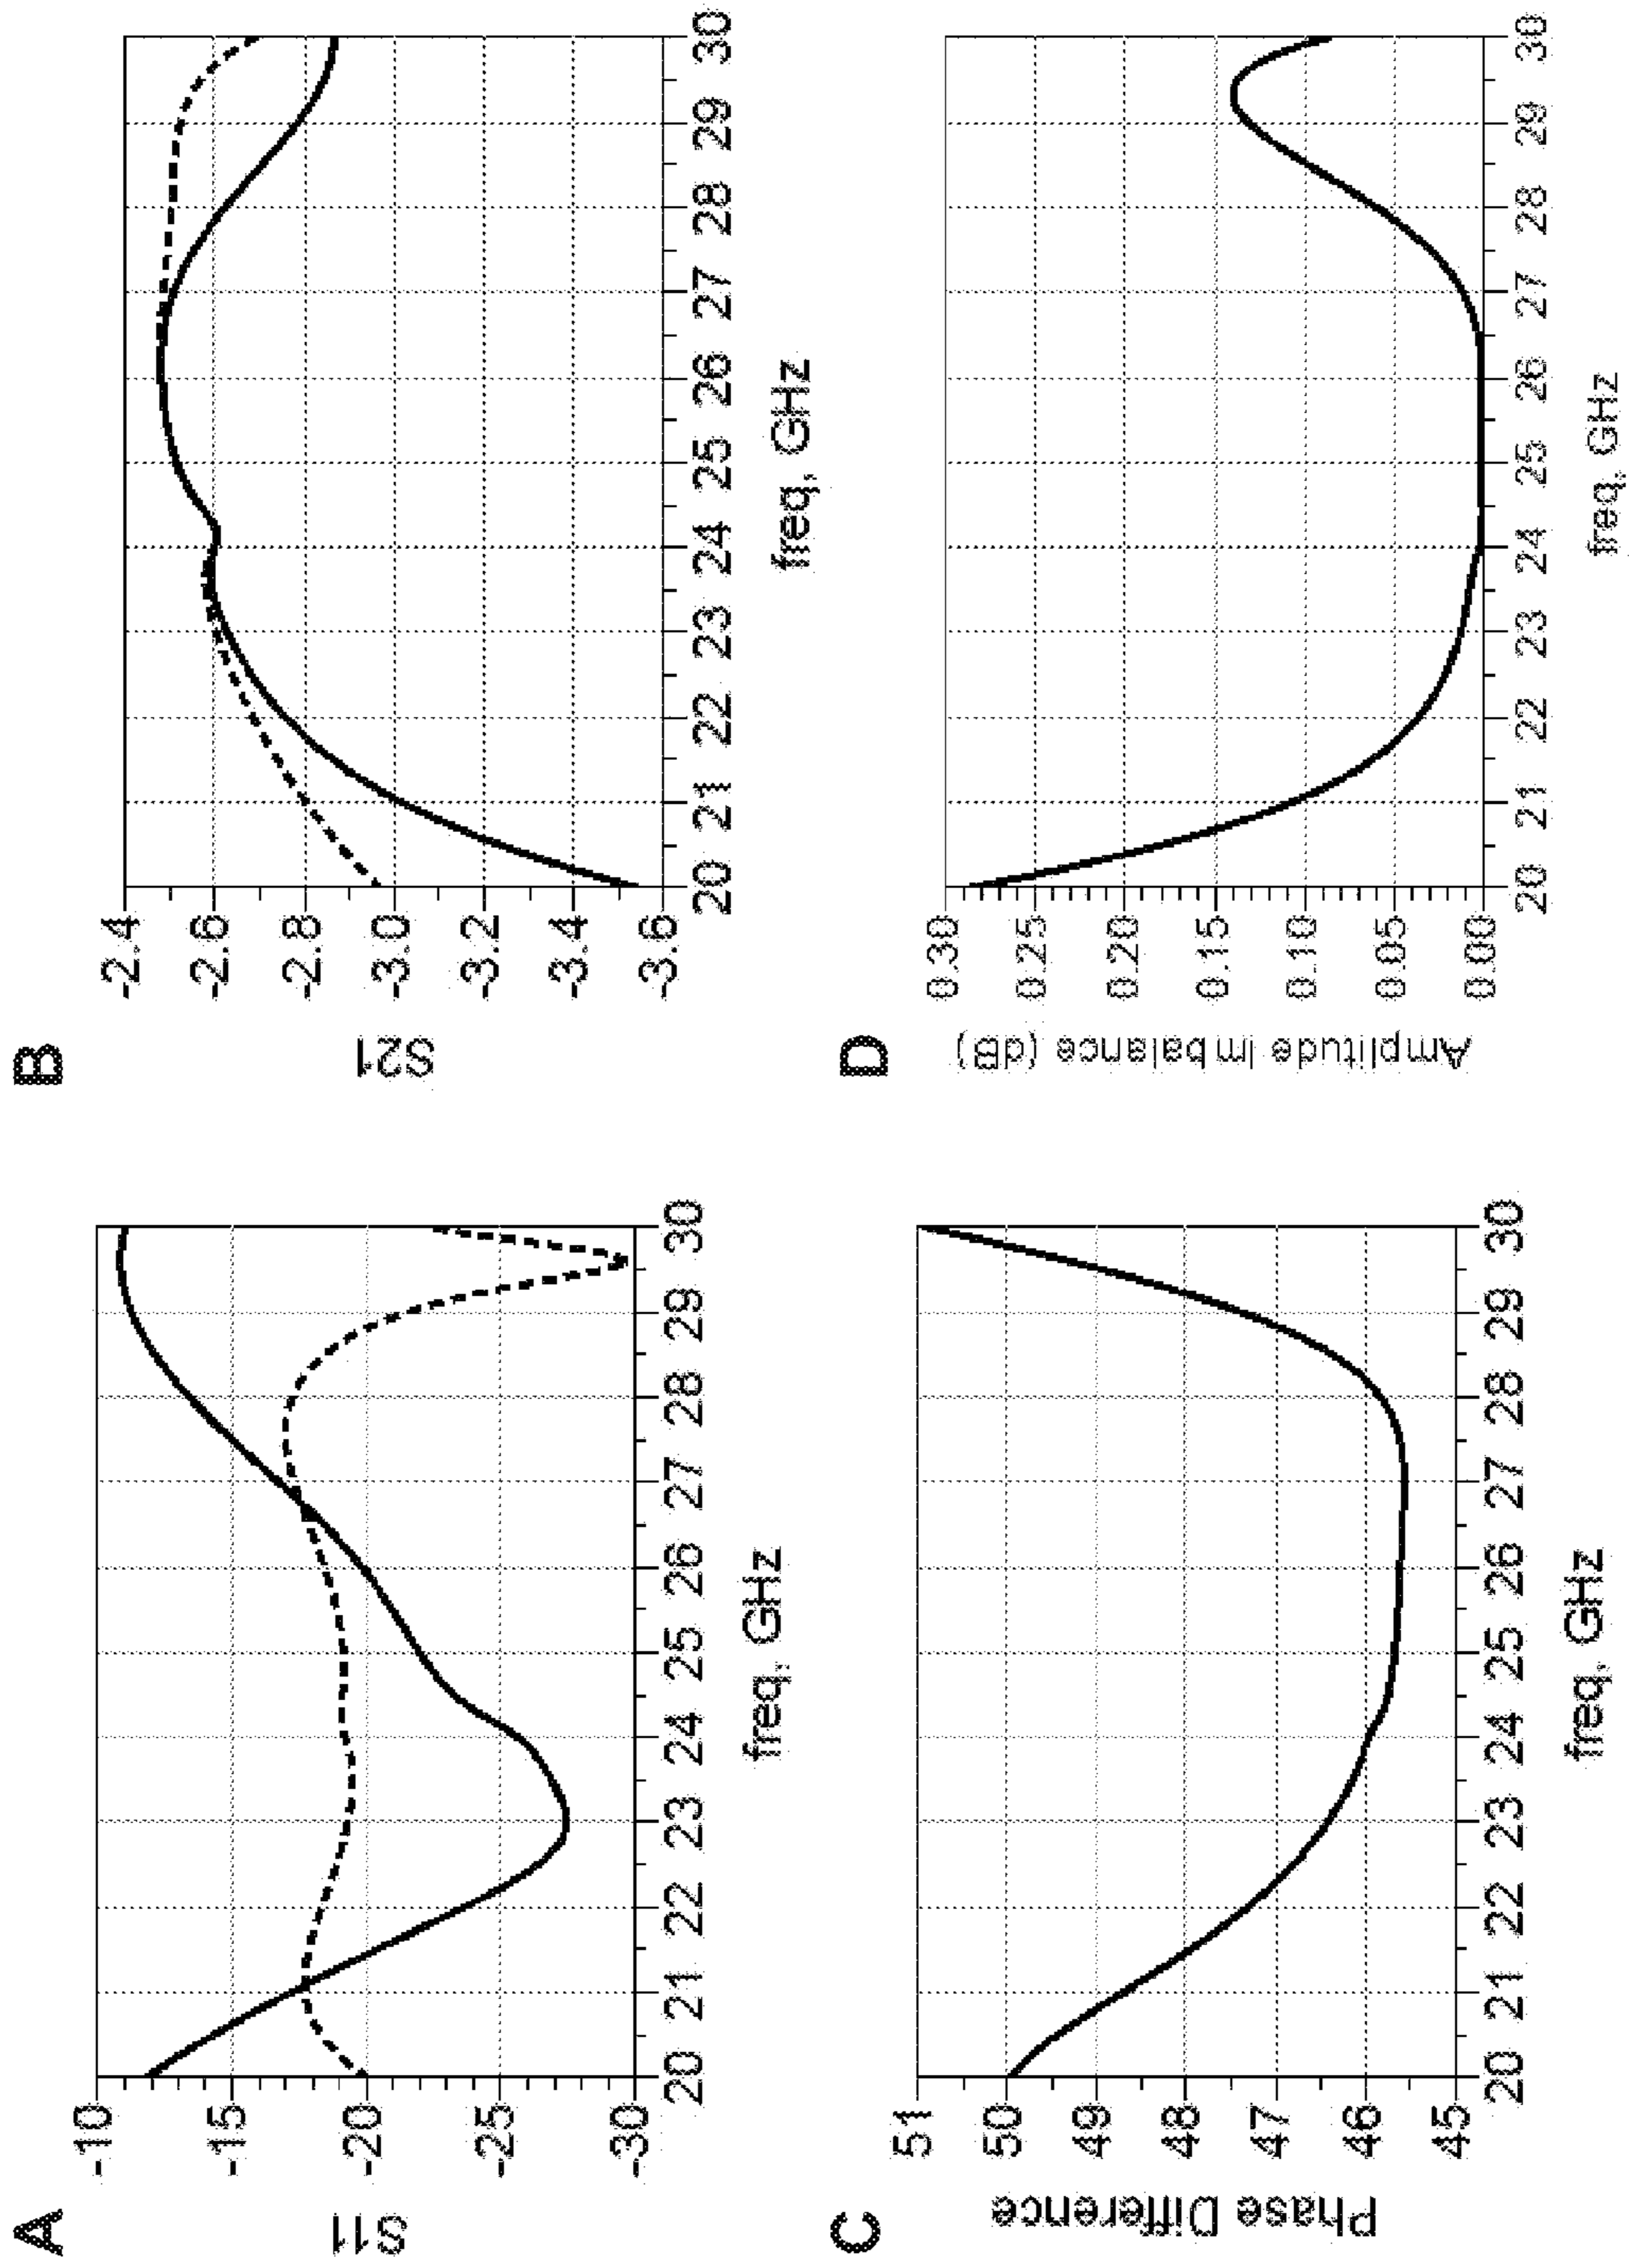 A
S11
-10
-15
-20
-25
-30
20 21 22 23 24 25 26 27 28 29 30
freq, GHz
B
S21
-2.4
-2.6
-2.8
-3.0
-3.2
-3.4
-3.6
20 21 22 23 24 25 26 27 28 29 30
freq, GHz
C
Phase Difference
51
50
49
48
47
46
45
20 21 22 23 24 25 26 27 28 29 30
freq, GHz
D
Amplitude Imbalance (dB)
0.30
0.25
0.20
0.15
0.10
0.05
0.00
20 21 22 23 24 25 26 27 28 29 30
freq, GHz